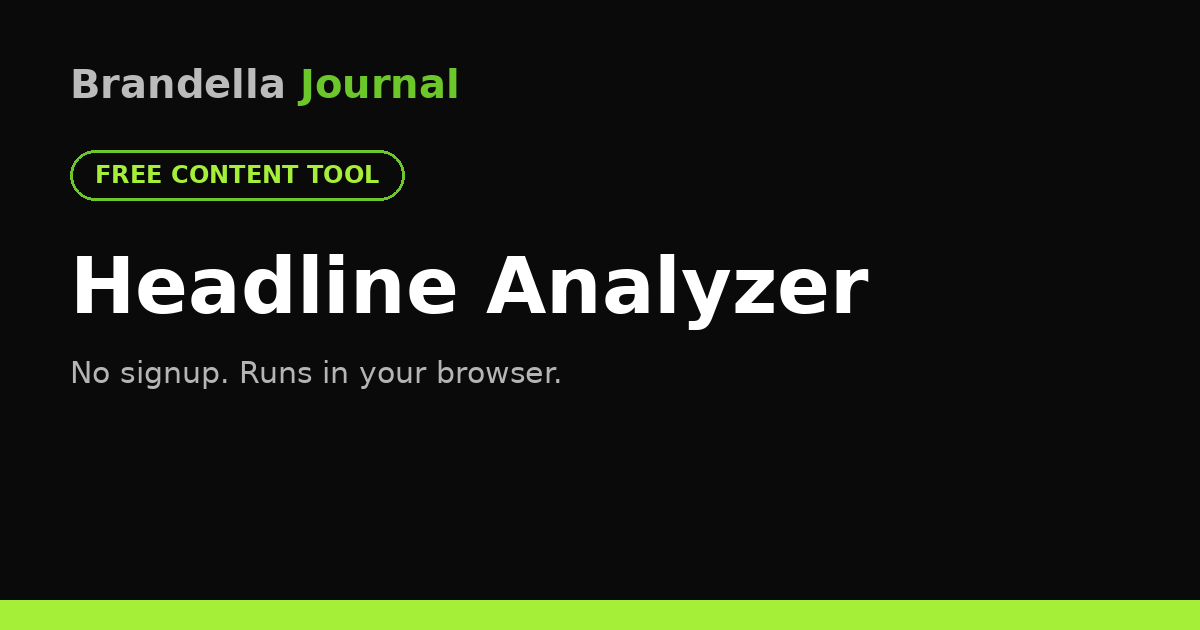 Brandella Journal
FREE CONTENT TOOL
Headline Analyzer
No signup. Runs in your browser.